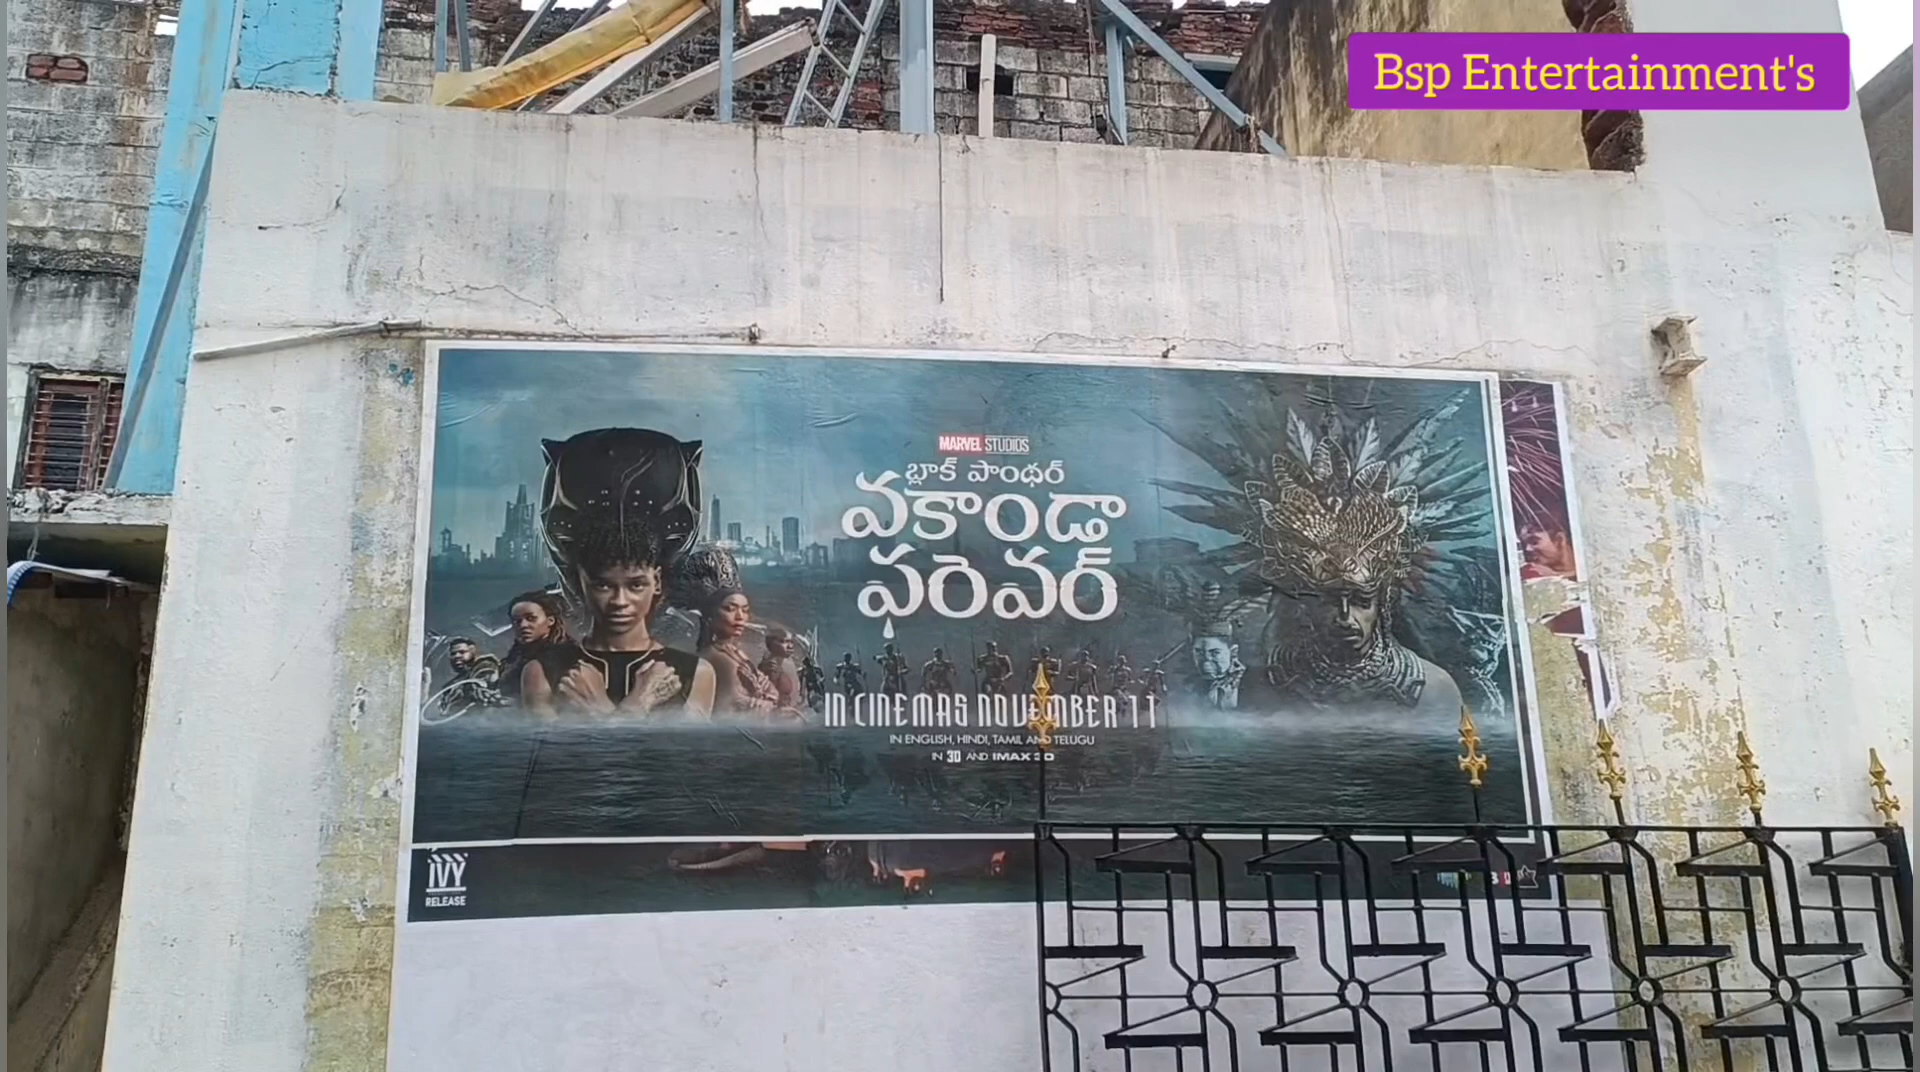 Bsp Entertainment's
MARVEL STUDIOS
బ్లాక్ పాంథర్
వకాండా
ఫరెవర్
IN CINEMAS NOVEMBER 11
IN ENGLISH, HINDI, TAMIL AND TELUGU
IN 3D AND IMAX 3D
IVY
RELEASE